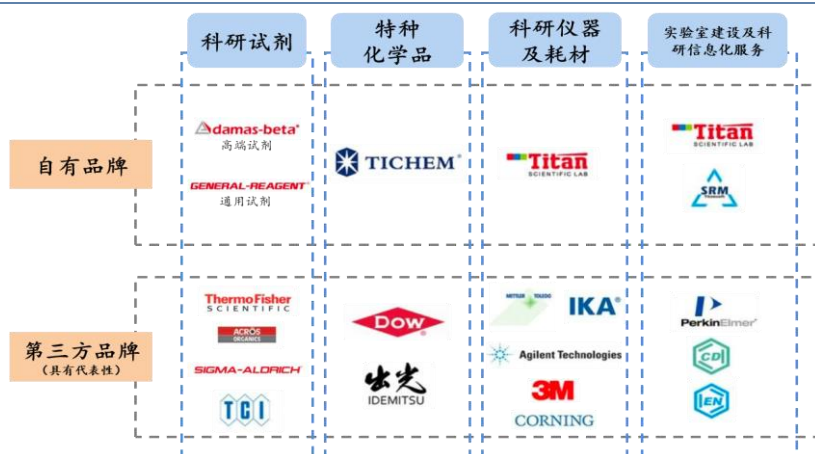 科研试剂
特种
化学品
科研仪器
及耗材
实验室建设及科
研信息化服务
自有品牌
damas-beta®
高端试剂
GENERAL-REAGENT®
通用试剂
TICHEM®
Titan
SCIENTIFIC LAB
Titan
SCIENTIFIC LAB
SRM
第三方品牌
(具有代表性)
ThermoFisher
SCIENTIFIC
ACROS
ORGANICS
SIGMA-ALDRICH
TCI
DOW
出光
IDEMITSU
METTLER TOLEDO
IKA®
Agilent Technologies
3M
CORNING
PerkinElmer®
CDI
IEN